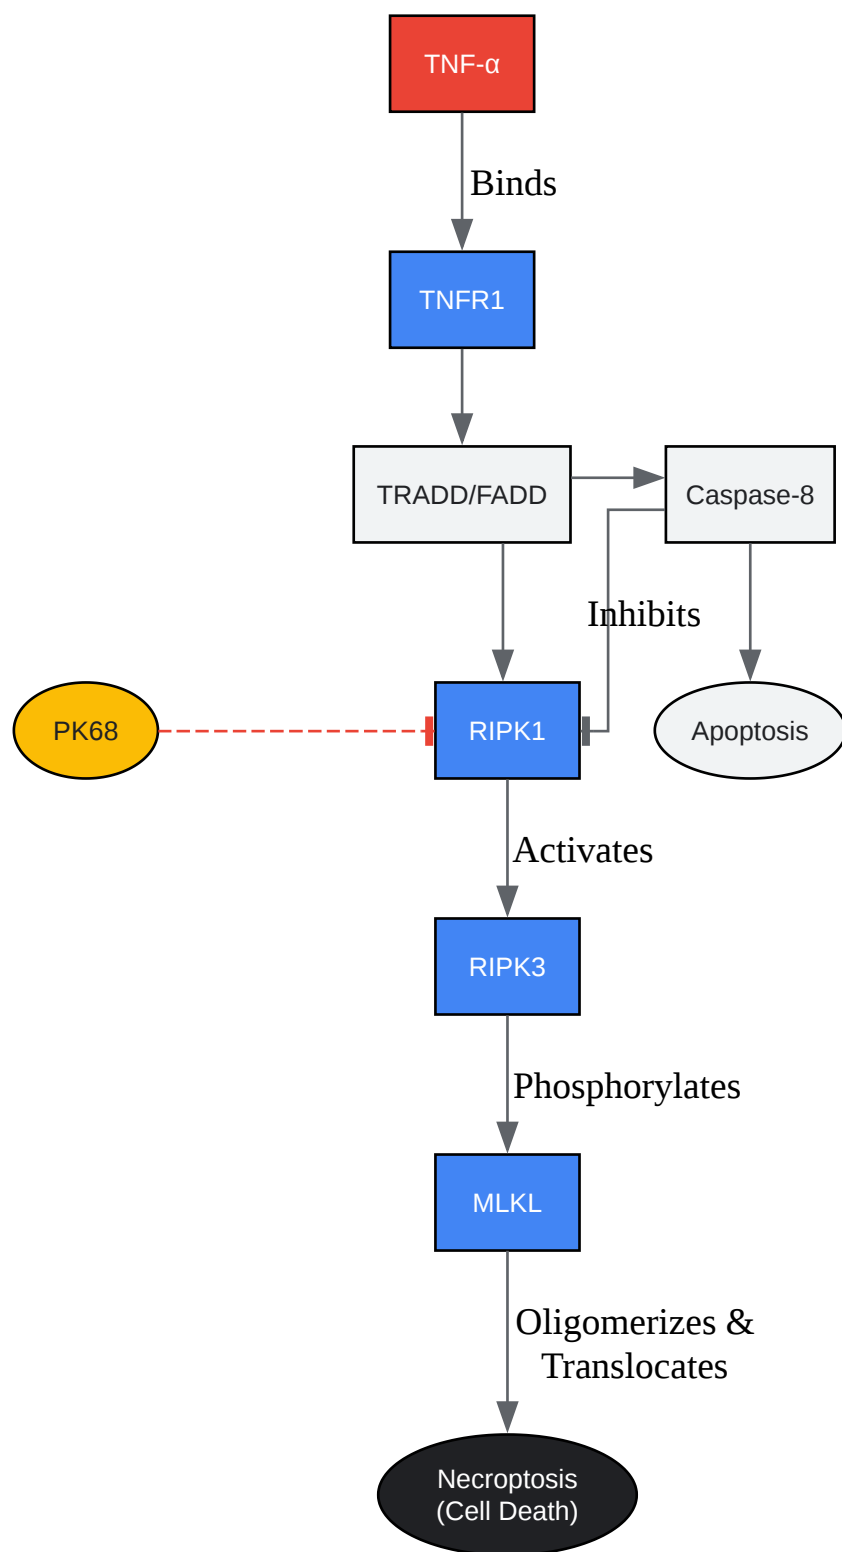 TNF-α
Binds
TNFR1
TRADD/FADD
Caspase-8
Inhibits
PK68
RIPK1
Apoptosis
Activates
RIPK3
Phosphorylates
MLKL
Oligomerizes &
Translocates
Necroptosis
(Cell Death)